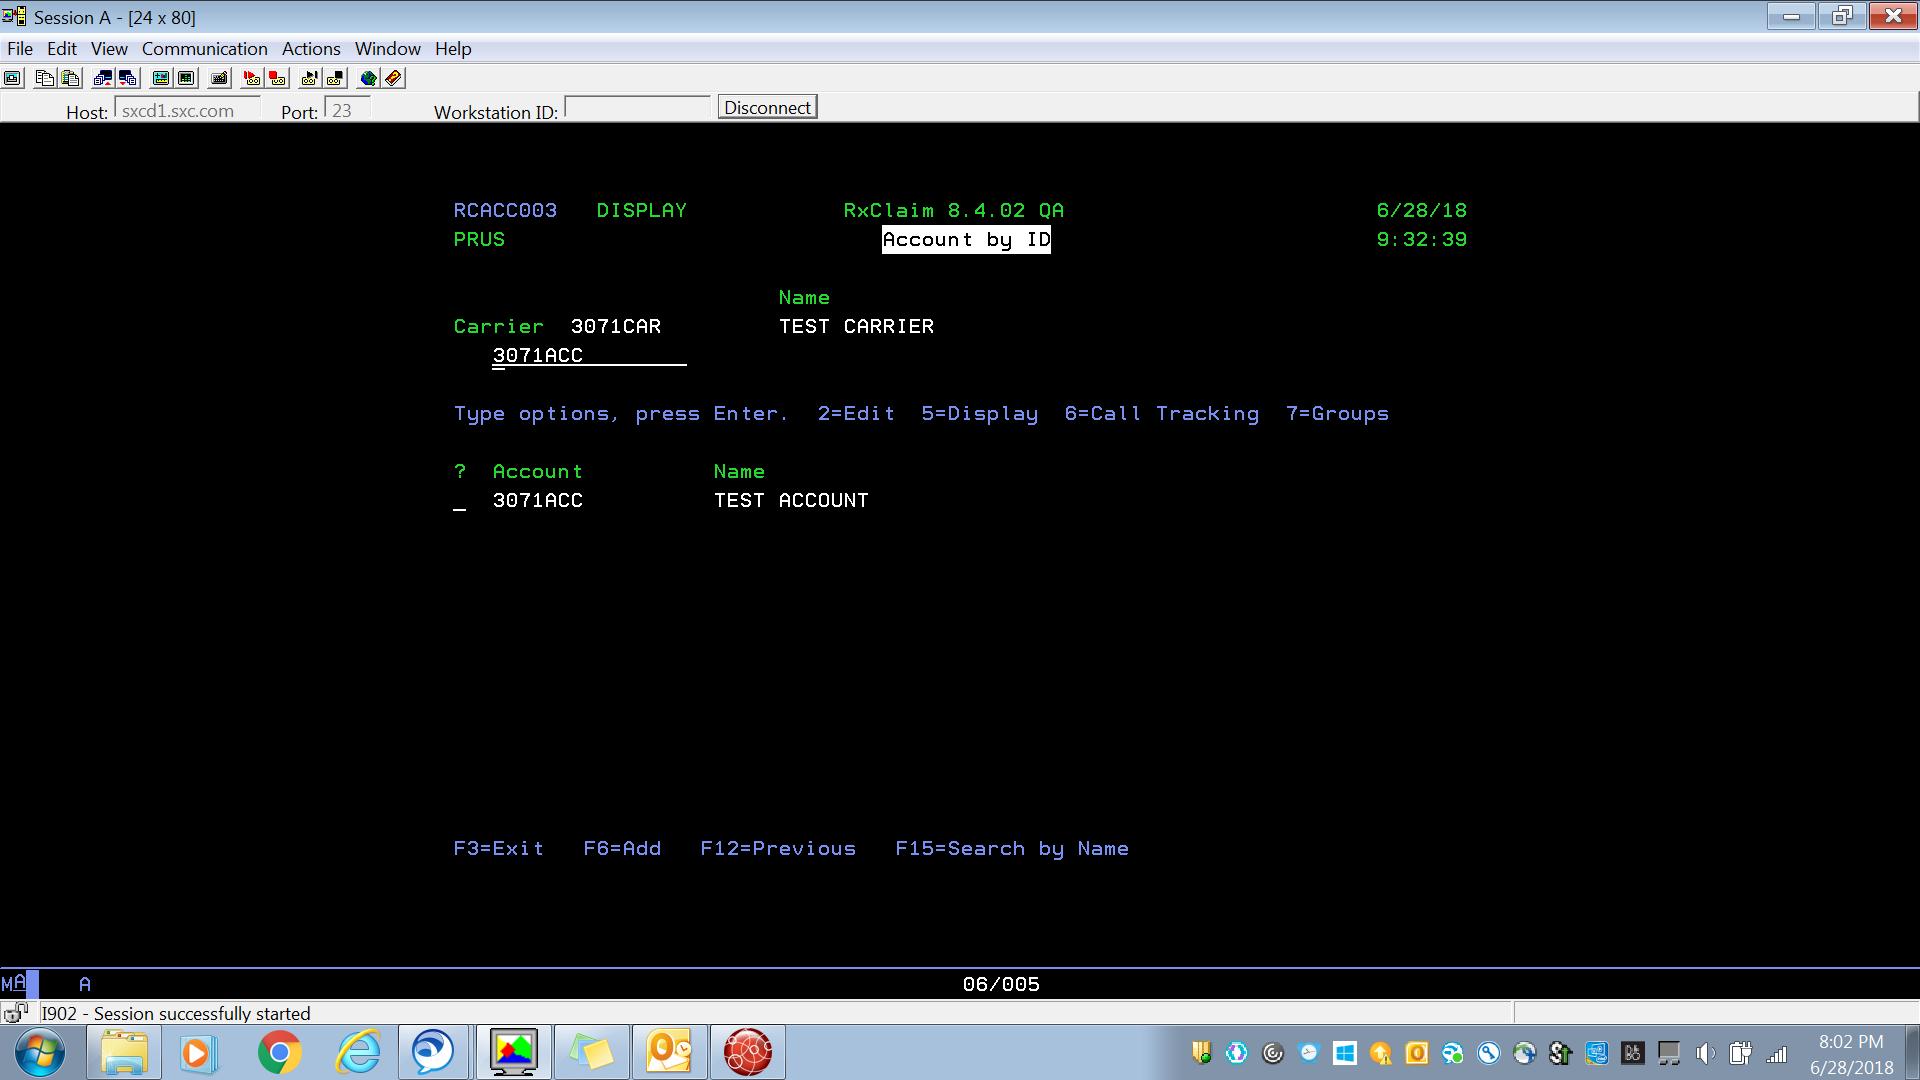 Session A - [24 x 80]
File Edit View Communication Actions Window Help
Host: sxcd1.sxc.com Port: 23 Workstation ID: Disconnect
RCACC003 DISPLAY RxClaim 8.4.02 QA 6/28/18
PRUS Account by ID 9:32:39
Name
Carrier 3071CAR TEST CARRIER
3071ACC
Type options, press Enter. 2=Edit 5=Display 6=Call Tracking 7=Groups
? Account Name
_ 3071ACC TEST ACCOUNT
F3=Exit F6=Add F12=Previous F15=Search by Name
MA A 06/005
I902 - Session successfully started
8:02 PM
6/28/2018